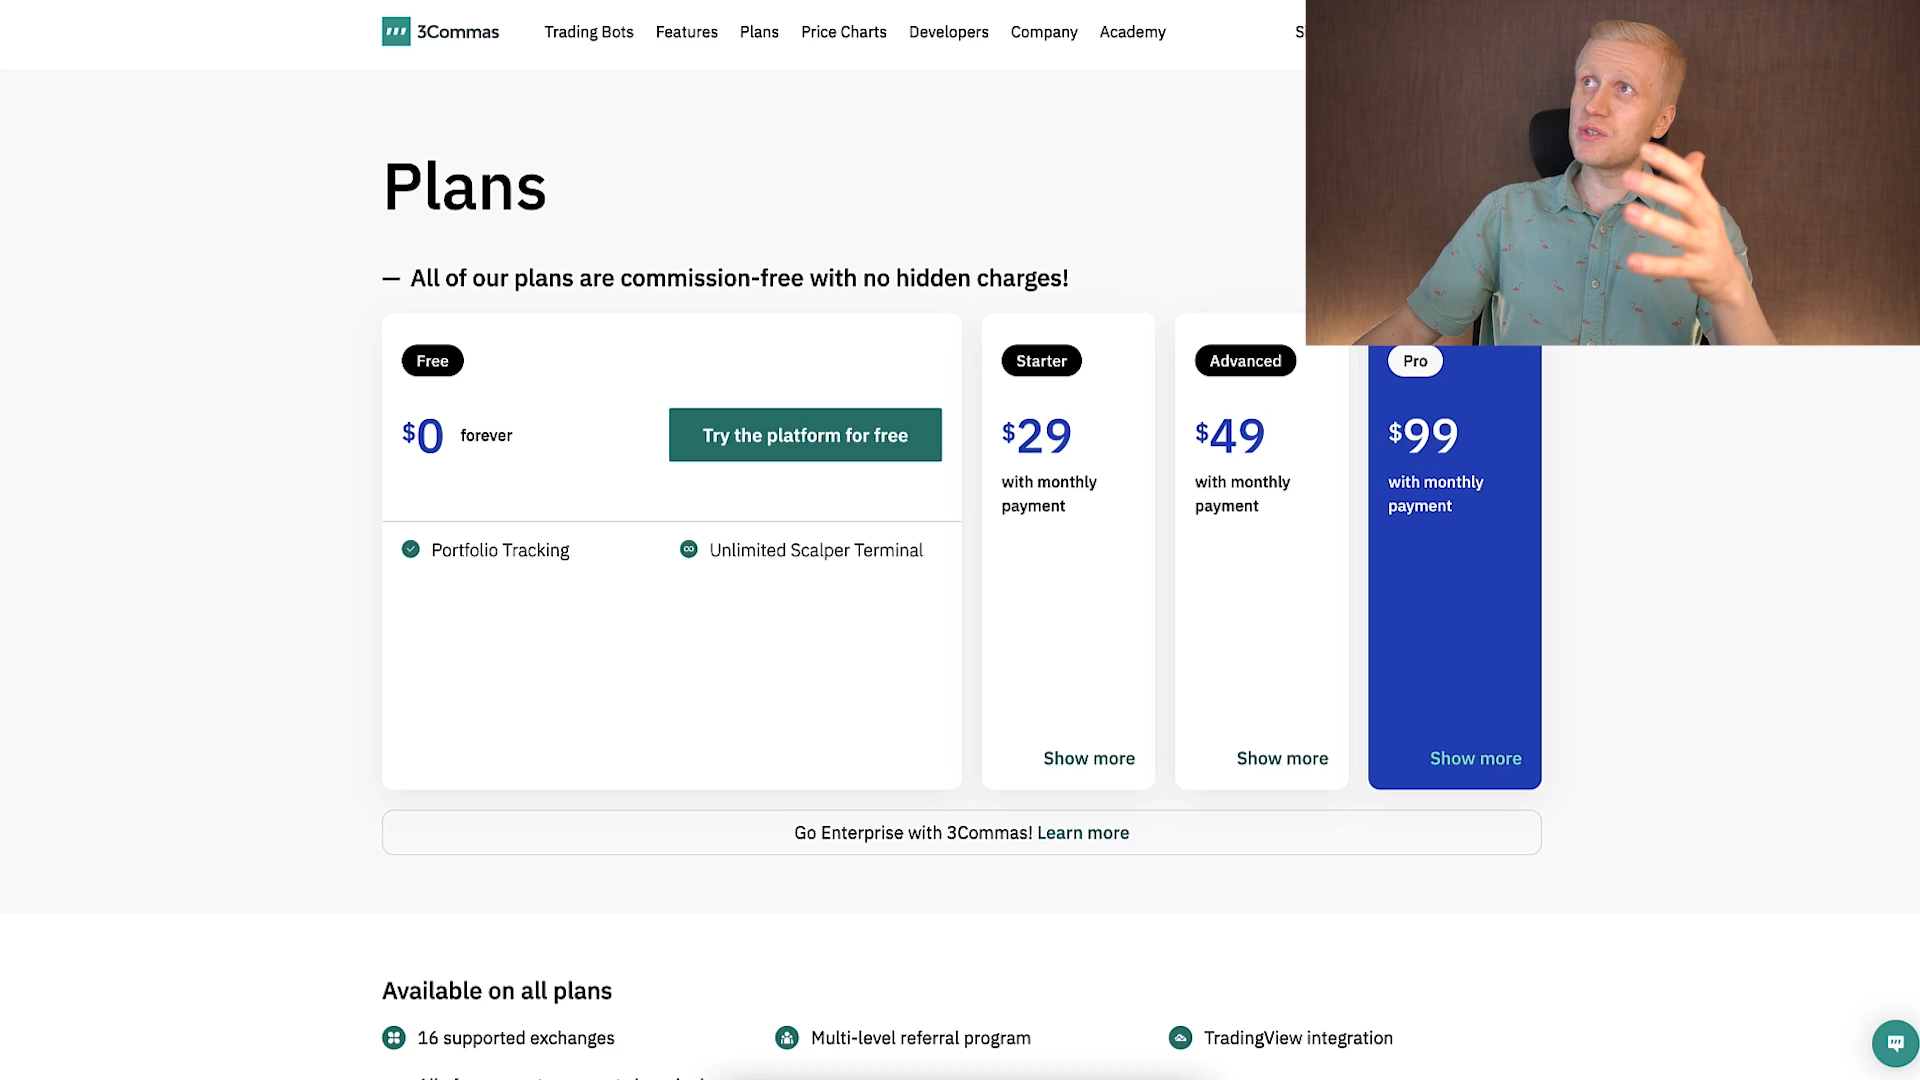 3Commas
Trading Bots Features Plans Price Charts Developers Company Academy
Plans
— All of our plans are commission-free with no hidden charges!
Free
$0 forever
Try the platform for free
Portfolio Tracking
Unlimited Scalper Terminal
Starter
$29
with monthly
payment
Show more
Advanced
$49
with monthly
payment
Show more
Pro
$99
with monthly
payment
Show more
Go Enterprise with 3Commas! Learn more
Available on all plans
16 supported exchanges
Multi-level referral program
TradingView integration